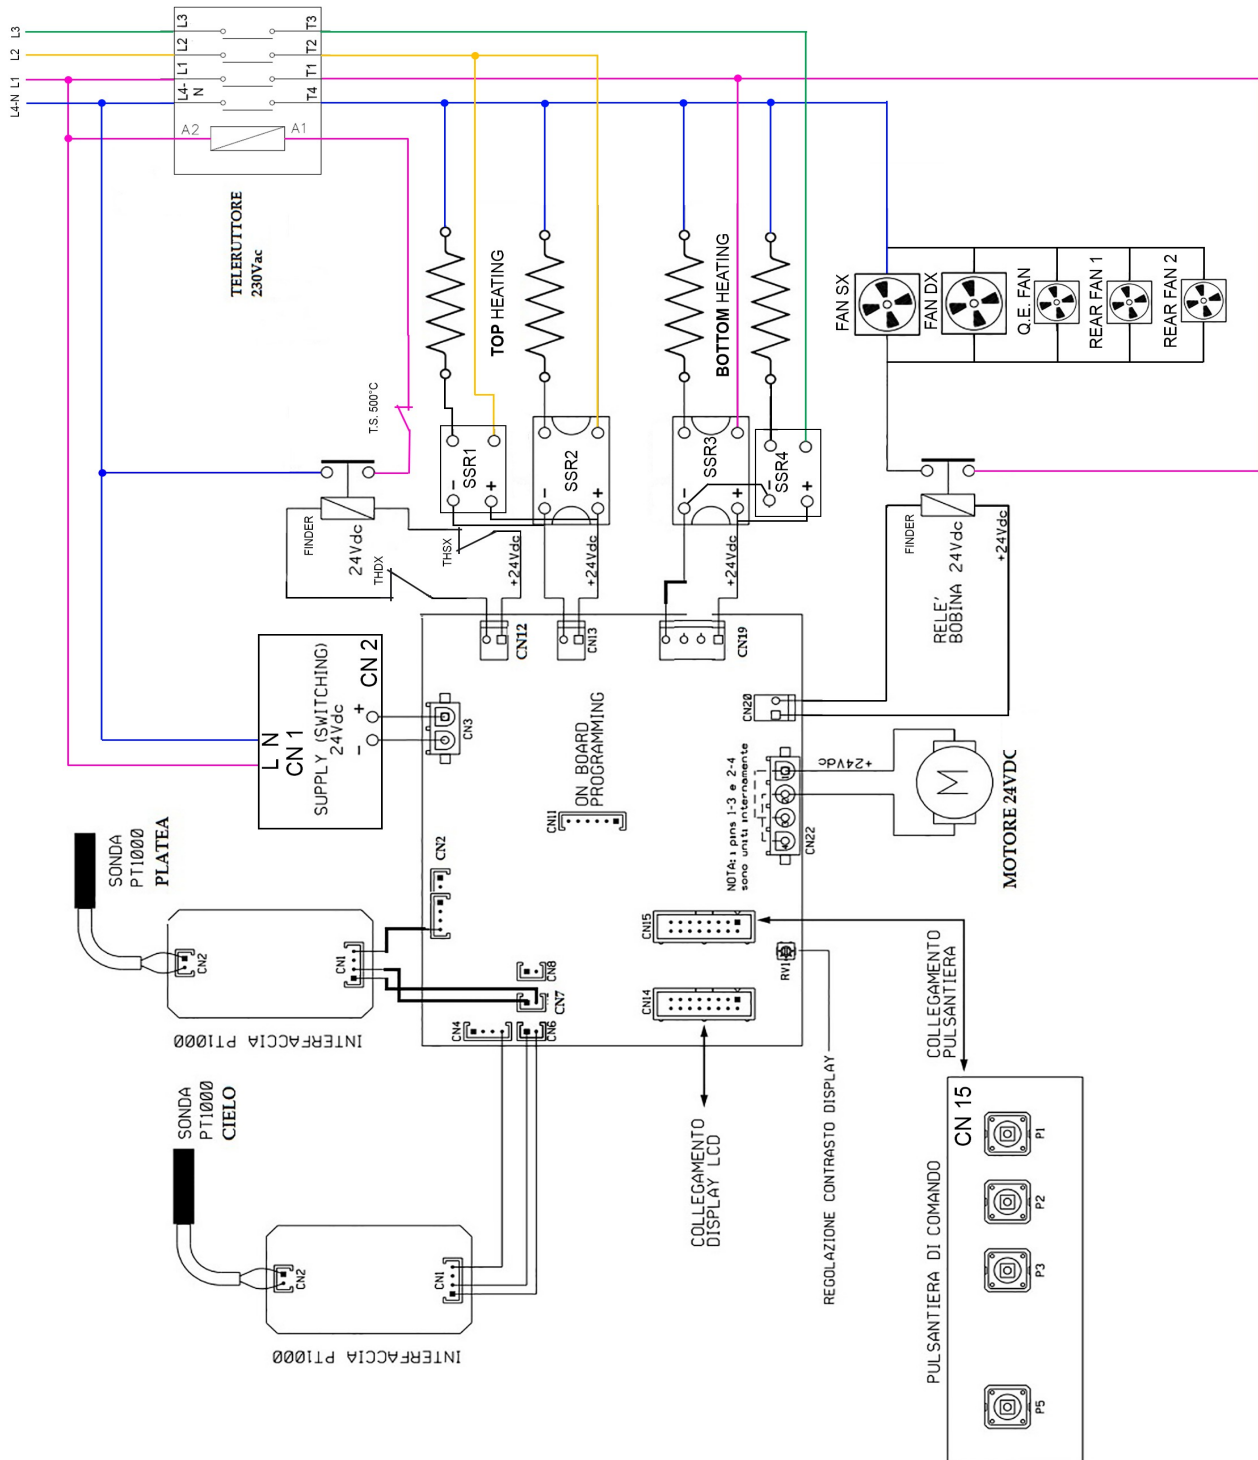 L3
L2
L1
L4-N
L3
L2
L1
L4-
N
T3
T2
T1
T4
A2
A1
TELERUTTORE
230Vac
TOP HEATING
BOTTOM HEATING
FAN SX
FAN DX
Q.E. FAN
REAR FAN 1
REAR FAN 2
T.S. 500°C
SSR1
- +
SSR2
- +
SSR3
- +
SSR4
- +
FINDER
24Vdc
THDX
THSX
+24Vdc
+24Vdc
+24Vdc
FINDER
RELE'
BOBINA 24Vdc
+24Vdc
CN12
CN13
CN19
CN20
L N
CN 1
SUPPLY (SWITCHING)
24Vdc
+ -
CN 2
CN3
ON BOARD
PROGRAMMING
CN11
NOTA: i pins 1-3 e 2-4
sono uniti internamente
CN22
+24Vdc
M
MOTORE 24VDC
SONDA
PT1000
PLATEA
CN2
CN1
INTERFACCIA PT1000
CN2
CN8
CN7
CN4
CN6
CN15
CN14
RV1
COLLEGAMENTO
PULSANTIERA
SONDA
PT1000
CIELO
CN2
CN1
INTERFACCIA PT1000
COLLEGAMENTO
DISPLAY LCD
REGOLAZIONE CONTRASTO DISPLAY
CN 15
PULSANTIERA DI COMANDO
P1
P2
P3
P5